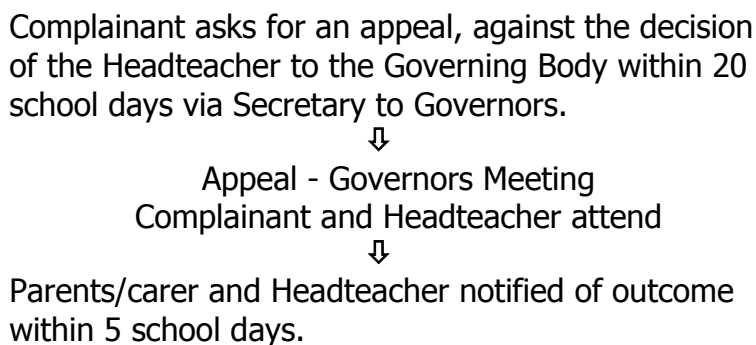 Complainant asks for an appeal, against the decision
of the Headteacher to the Governing Body within 20
school days via Secretary to Governors.
⇩
Appeal - Governors Meeting
Complainant and Headteacher attend
⇩
Parents/carer and Headteacher notified of outcome
within 5 school days.